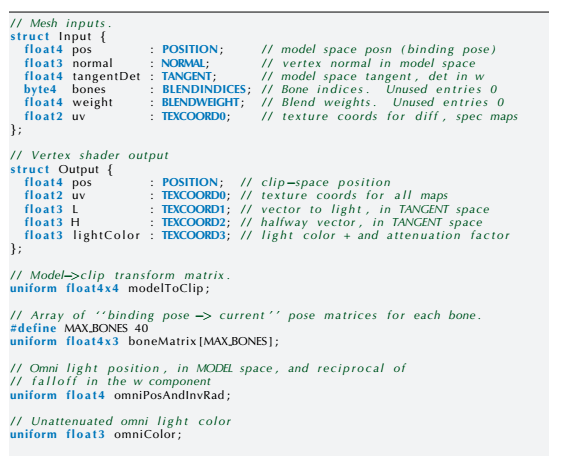 // Mesh inputs.
struct Input {
float4 pos : POSITION; // model space posn (binding pose)
float3 normal : NORMAL; // vertex normal in model space
float4 tangentDet : TANGENT; // model space tangent, det in w
byte4 bones : BLENDINDICES; // Bone indices. Unused entries 0
float4 weight : BLENDWEIGHT; // Blend weights. Unused entries 0
float2 uv : TEXCOORD0; // texture coords for diff, spec maps
};
// Vertex shader output
struct Output {
float4 pos : POSITION; // clip−space position
float2 uv : TEXCOORD0; // texture coords for all maps
float3 L : TEXCOORD1; // vector to light, in TANGENT space
float3 H : TEXCOORD2; // halfway vector, in TANGENT space
float3 lightColor : TEXCOORD3; // light color + and attenuation factor
};
// Model−>clip transform matrix.
uniform float4x4 modelToClip;
// Array of ‘‘binding pose −> current’’ pose matrices for each bone.
#define MAX_BONES 40
uniform float4x3 boneMatrix[MAX_BONES];
// Omni light position, in MODEL space, and reciprocal of
// falloff in the w component
uniform float4 omniPosAndInvRad;
// Unattenuated omni light color
uniform float3 omniColor;